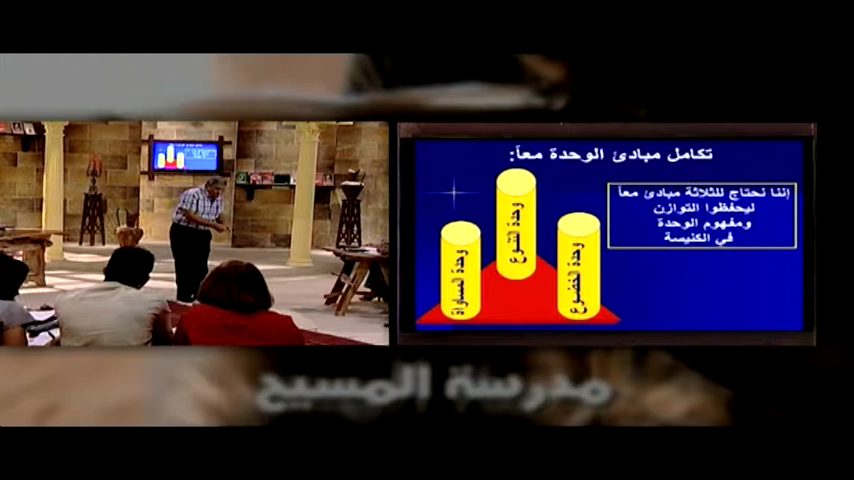 تكامل مبادئ الوحدة معاً:
إننا نحتاج للثلاثة مبادئ معاً
ليحفظوا التوازن
ومفهوم الوحدة
في الكنيسة
وحدة التنوع
وحدة المساواة
وحدة الخضوع
مدرسة المسيح